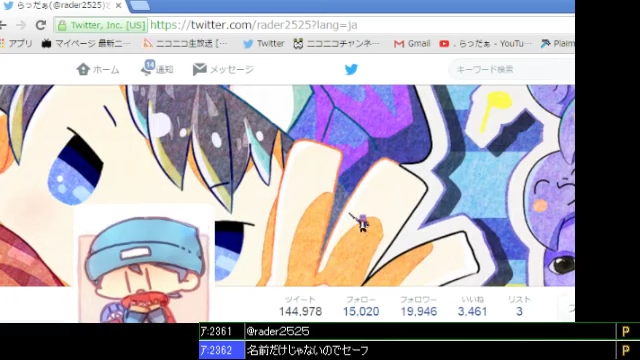 らっだぁ(@rader2525)さ
Twitter, Inc. [US] https://twitter.com/rader2525?lang=ja
アプリ マイページ 最新ニ… ニコニコ生放送 [… Twitter ニコニコチャンネ… Gmail . らっだぁ - YouTu… Plaim
ホーム 14 通知 メッセージ キーワード検索
ツイート フォロー フォロワー いいね リスト
144,978 15,020 19,946 3,461 3
ｱ:2361 @rader2525 P
ｱ:2362 名前だけじゃないのでセーフ P